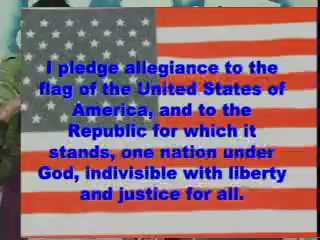 I pledge allegiance to the
flag of the United States of
America, and to the
Republic for which it
stands, one nation under
God, indivisible with liberty
and justice for all.